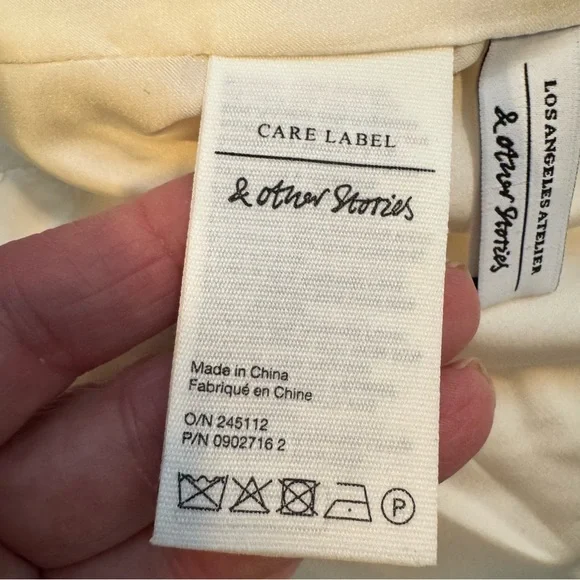 CARE LABEL
& other Stories
Made in China
Fabriqué en Chine
O/N 245112
P/N 0902716 2
P
LOS ANGELES ATELIER
& other Stories